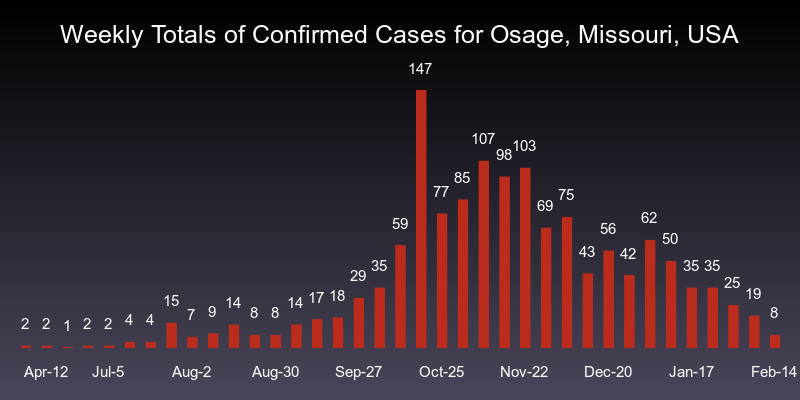 Weekly Totals of Confirmed Cases for Osage, Missouri, USA
2 2 1 2 2 4 4 15 7 9 14 8 8 14 17 18 29 35 59 147 77 85 107 98 103 69 75 43 56 42 62 50 35 35 25 19 8
Apr-12 Jul-5 Aug-2 Aug-30 Sep-27 Oct-25 Nov-22 Dec-20 Jan-17 Feb-14